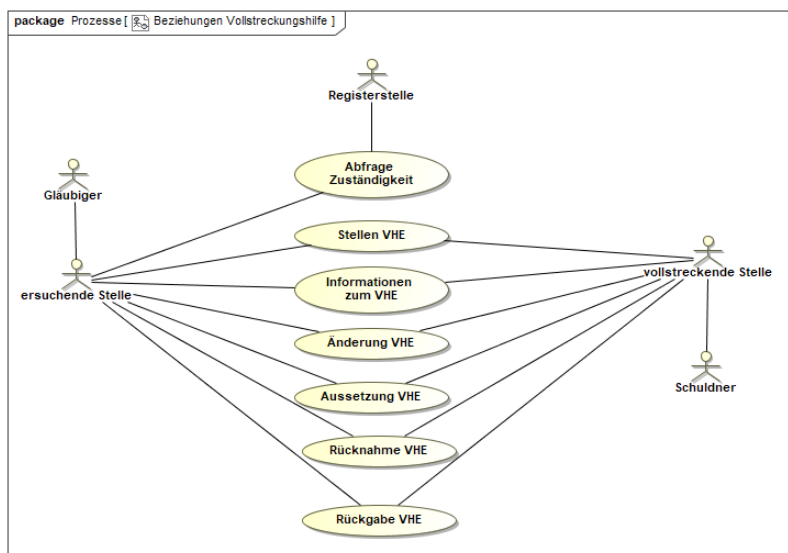 package Prozesse [ Beziehungen Vollstreckungshilfe ]
Registerstelle
Abfrage
Zuständigkeit
Gläubiger
Stellen VHE
vollstreckende Stelle
Informationen
zum VHE
ersuchende Stelle
Änderung VHE
Schuldner
Aussetzung VHE
Rücknahme VHE
Rückgabe VHE